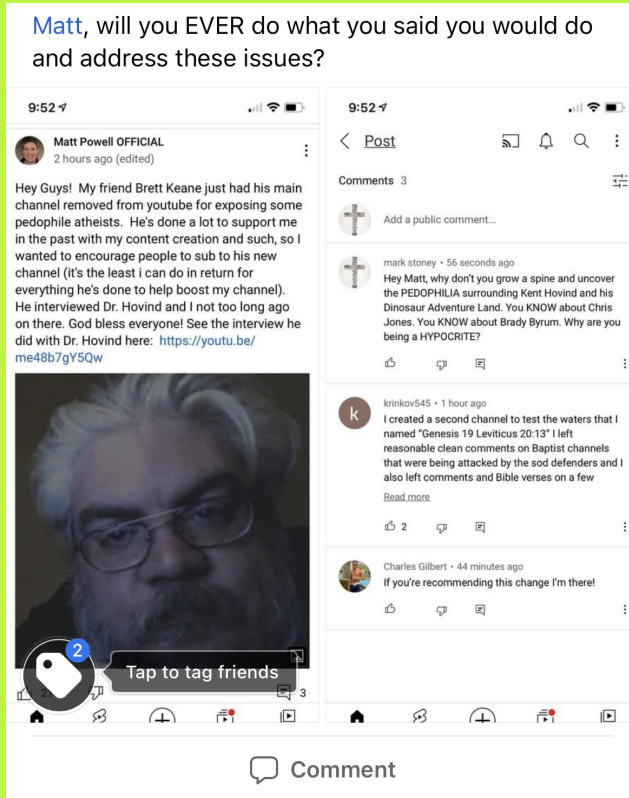 Matt, will you EVER do what you said you would do
and address these issues?
9:52
Matt Powell OFFICIAL
2 hours ago (edited)
Hey Guys! My friend Brett Keane just had his main
channel removed from youtube for exposing some
pedophile atheists. He's done a lot to support me
in the past with my content creation and such, so I
wanted to encourage people to sub to his new
channel (it's the least i can do in return for
everything he's done to help boost my channel).
He interviewed Dr. Hovind and I not too long ago
on there. God bless everyone! See the interview he
did with Dr. Hovind here: https://youtu.be/
me48b7gY5Qw
2
Tap to tag friends
3
9:52
Post
Comments 3
Add a public comment...
mark stoney • 56 seconds ago
Hey Matt, why don't you grow a spine and uncover
the PEDOPHILIA surrounding Kent Hovind and his
Dinosaur Adventure Land. You KNOW about Chris
Jones. You KNOW about Brady Byrum. Why are you
being a HYPOCRITE?
k
krinkov545 • 1 hour ago
I created a second channel to test the waters that I
named "Genesis 19 Leviticus 20:13" I left
reasonable clean comments on Baptist channels
that were being attacked by the sod defenders and I
also left comments and Bible verses on a few
Read more
2
Charles Gilbert • 44 minutes ago
If you're recommending this change I'm there!
Comment